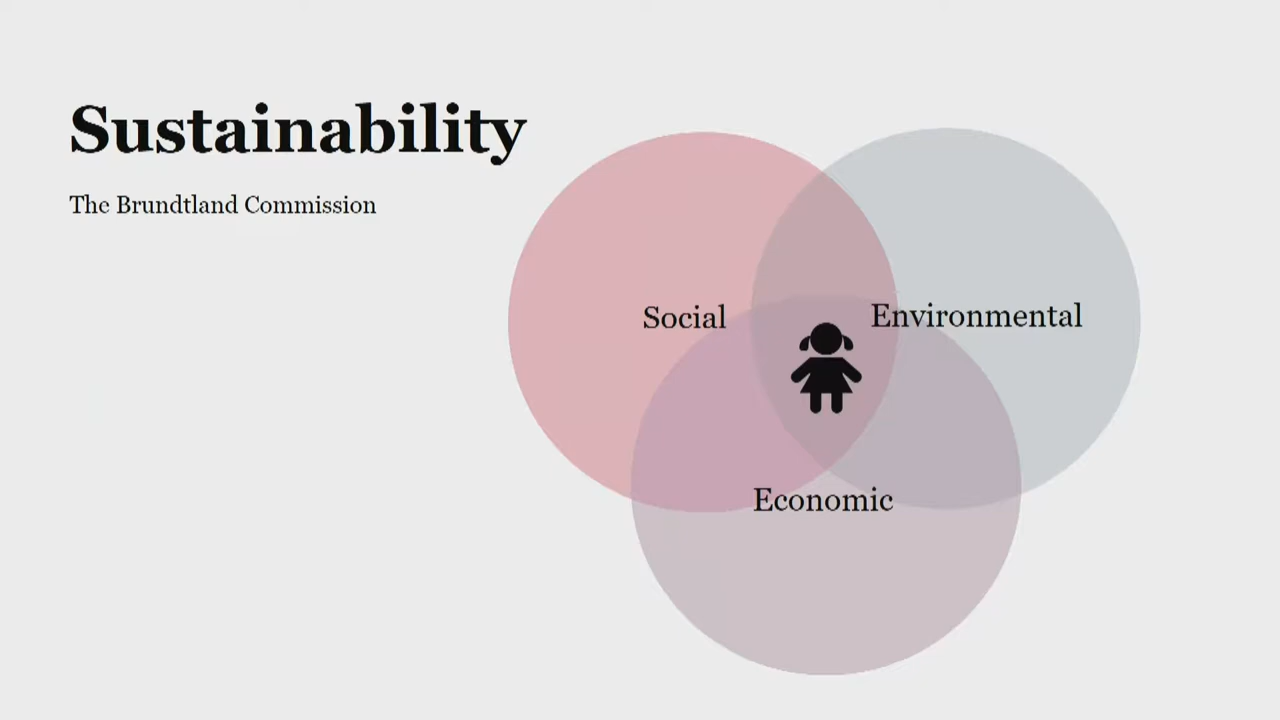 Sustainability
The Brundtland Commission
Social
Environmental
Economic